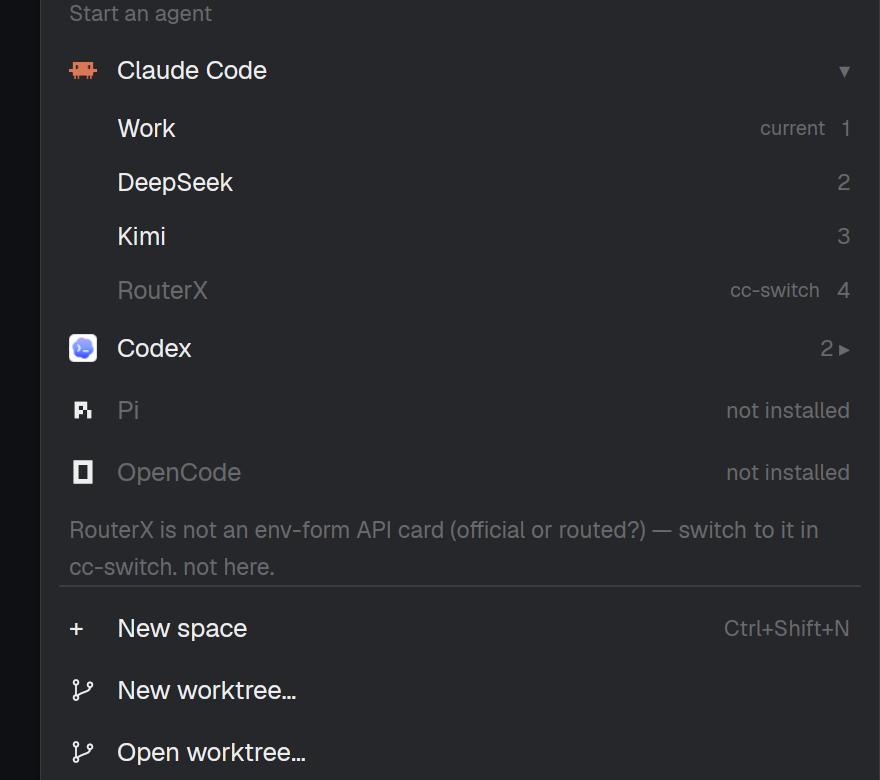 Start an agent
Claude Code ▾
Work current 1
DeepSeek 2
Kimi 3
RouterX cc-switch 4
Codex 2 ▸
Pi not installed
OpenCode not installed
RouterX is not an env-form API card (official or routed?) — switch to it in
cc-switch. not here.
+ New space Ctrl+Shift+N
New worktree...
Open worktree...